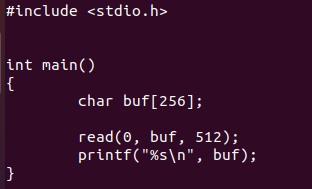 #include <stdio.h>
int main()
{
char buf[256];
read(0, buf, 512);
printf("%s\n", buf);
}